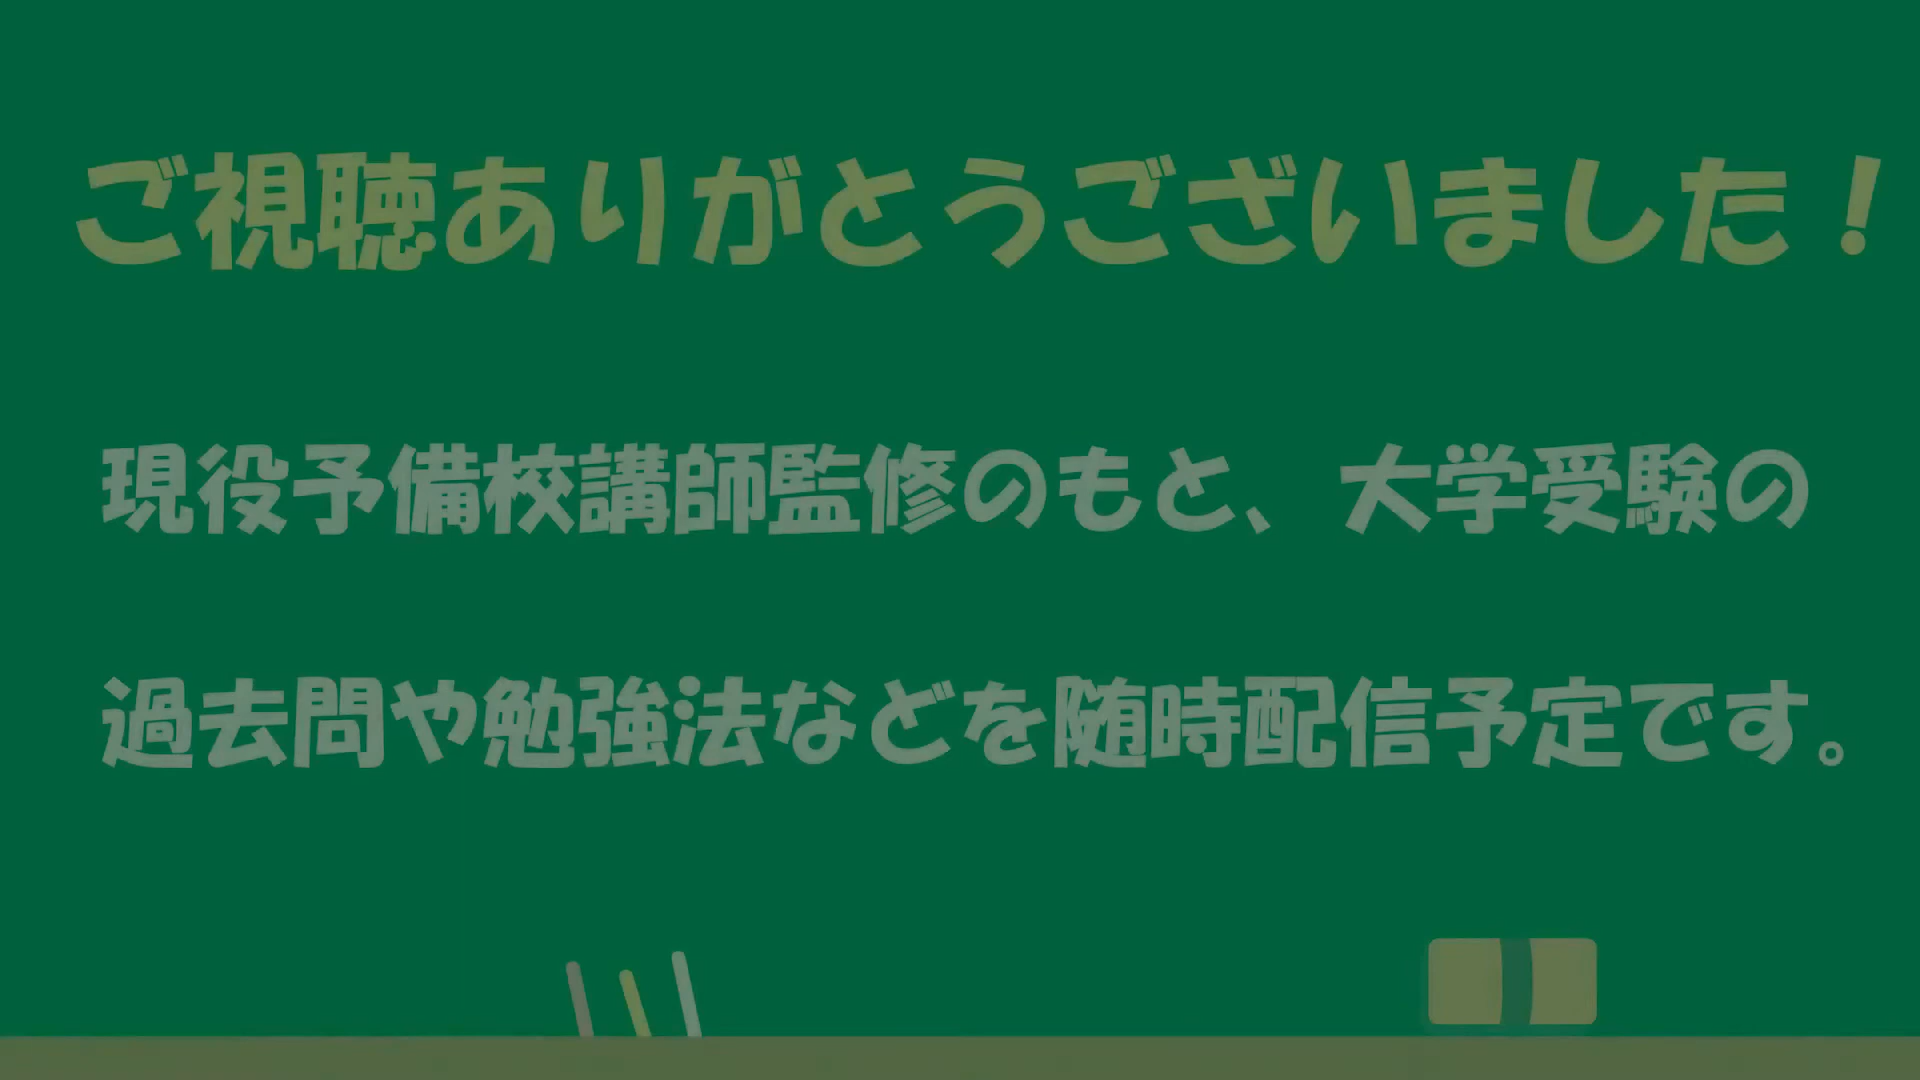 ご視聴ありがとうございました！
現役予備校講師監修のもと、大学受験の
過去問や勉強法などを随時配信予定です。